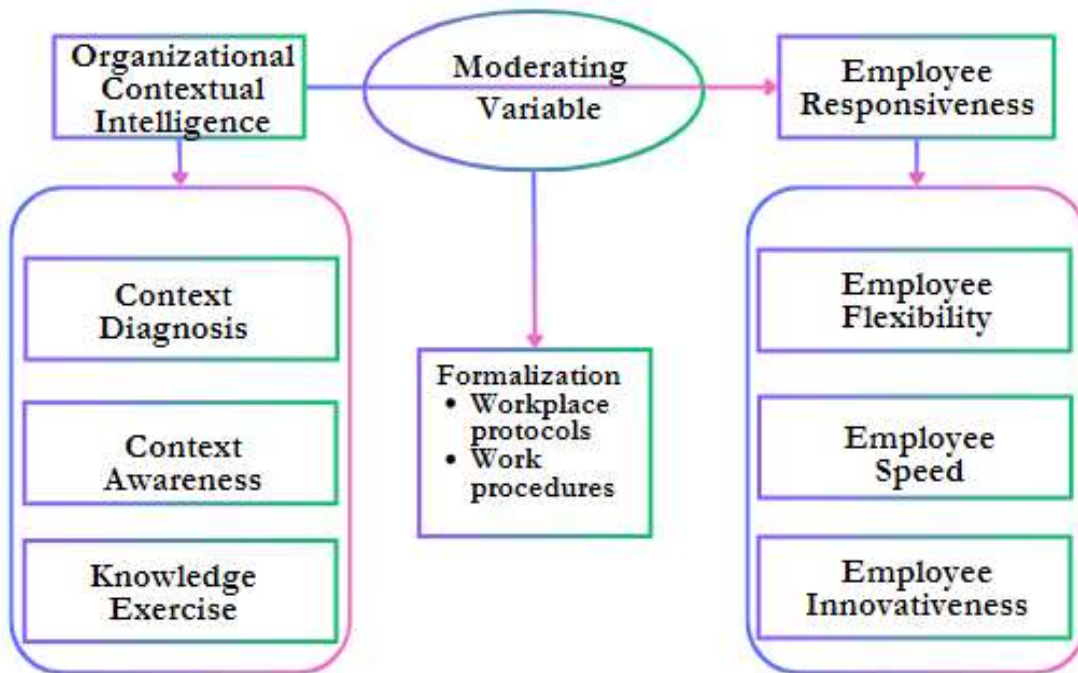 Organizational
Contextual
Intelligence
Moderating
Variable
Employee
Responsiveness
Context
Diagnosis
Context
Awareness
Knowledge
Exercise
Formalization
• Workplace
protocols
• Work
procedures
Employee
Flexibility
Employee
Speed
Employee
Innovativeness